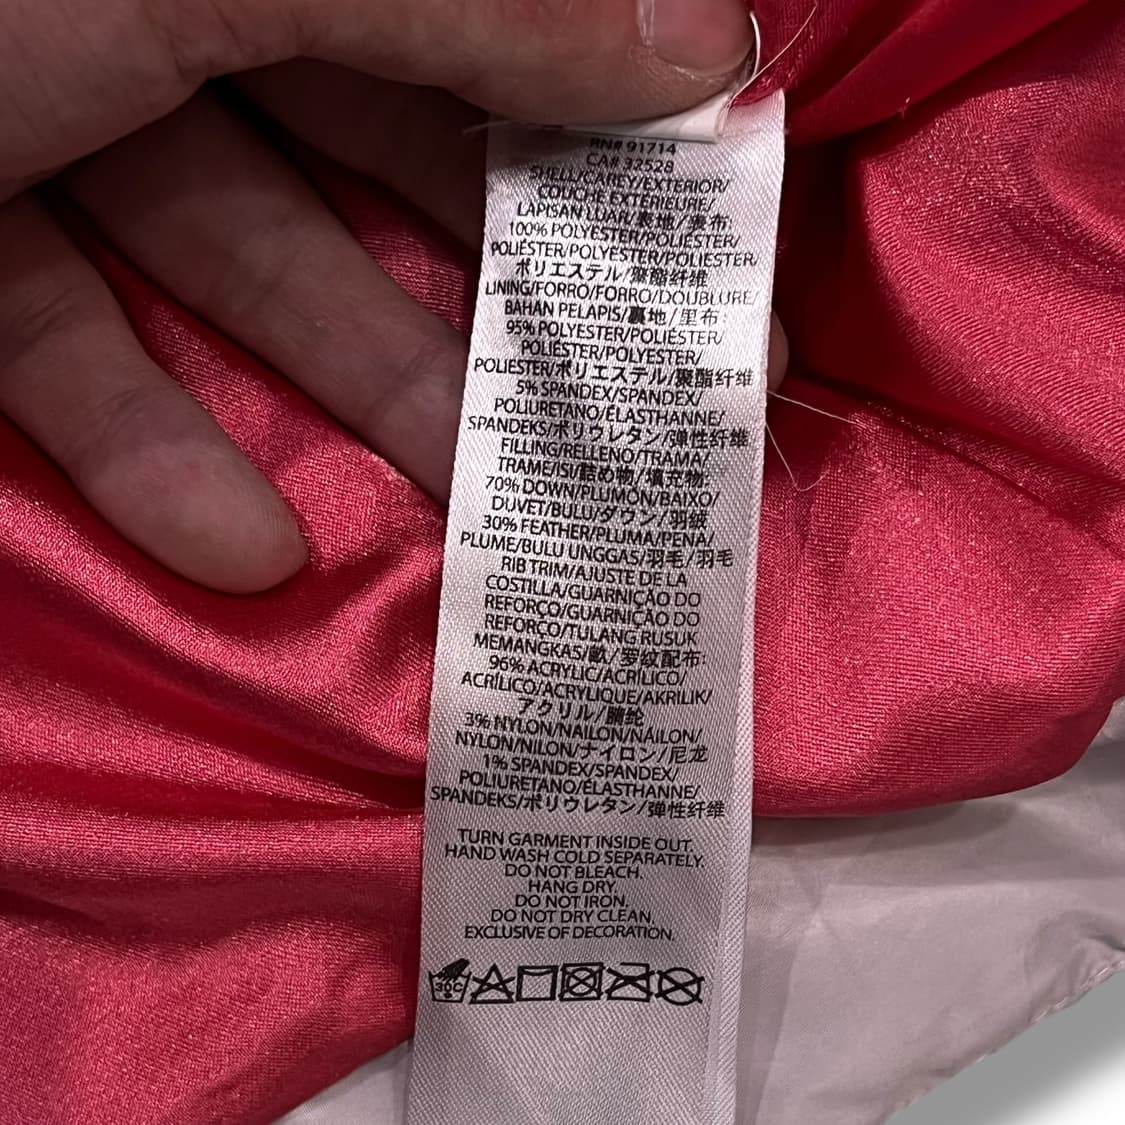 RN# 91714
CA# 32528
SHELL/CAREY/EXTERIOR/
COUCHE EXTÉRIEURE/
LAPISAN LUAR/裏地/表布:
100% POLYESTER/POLIÉSTER/
POLIÉSTER/POLYESTER/POLIESTER/
ポリエステル/聚酯纤维
LINING/FORRO/FORRO/DOUBLURE/
BAHAN PELAPIS/裏地/里布:
95% POLYESTER/POLIÉSTER/
POLIÉSTER/POLYESTER/
POLIESTER/ポリエステル/聚酯纤维
5% SPANDEX/SPANDEX/
POLIURETANO/ÉLASTHANNE/
SPANDEKS/ポリウレタン/弹性纤维
FILLING/RELLENO/TRAMA/
TRAME/ISI/詰め物/填充物
70% DOWN/PLUMÓN/BAIXO/
DUVET/BULU/ダウン/羽绒
30% FEATHER/PLUMA/PENA/
PLUME/BULU UNGGAS/羽毛/羽毛
RIB TRIM/AJUSTE DE LA
COSTILLA/GUARNIÇÃO DO
REFORÇO/GUARNIÇÃO DO
REFORÇO/TULANG RUSUK
MEMANGKAS/畝/罗纹配布:
96% ACRYLIC/ACRÍLICO/
ACRÍLICO/ACRYLIQUE/AKRILIK/
アクリル/腈纶
3% NYLON/NAILON/NÁILON/
NYLON/NILON/ナイロン/尼龙
1% SPANDEX/SPANDEX/
POLIURETANO/ÉLASTHANNE/
SPANDEKS/ポリウレタン/弹性纤维
TURN GARMENT INSIDE OUT.
HAND WASH COLD SEPARATELY.
DO NOT BLEACH.
HANG DRY.
DO NOT IRON.
DO NOT DRY CLEAN.
EXCLUSIVE OF DECORATION.
30C